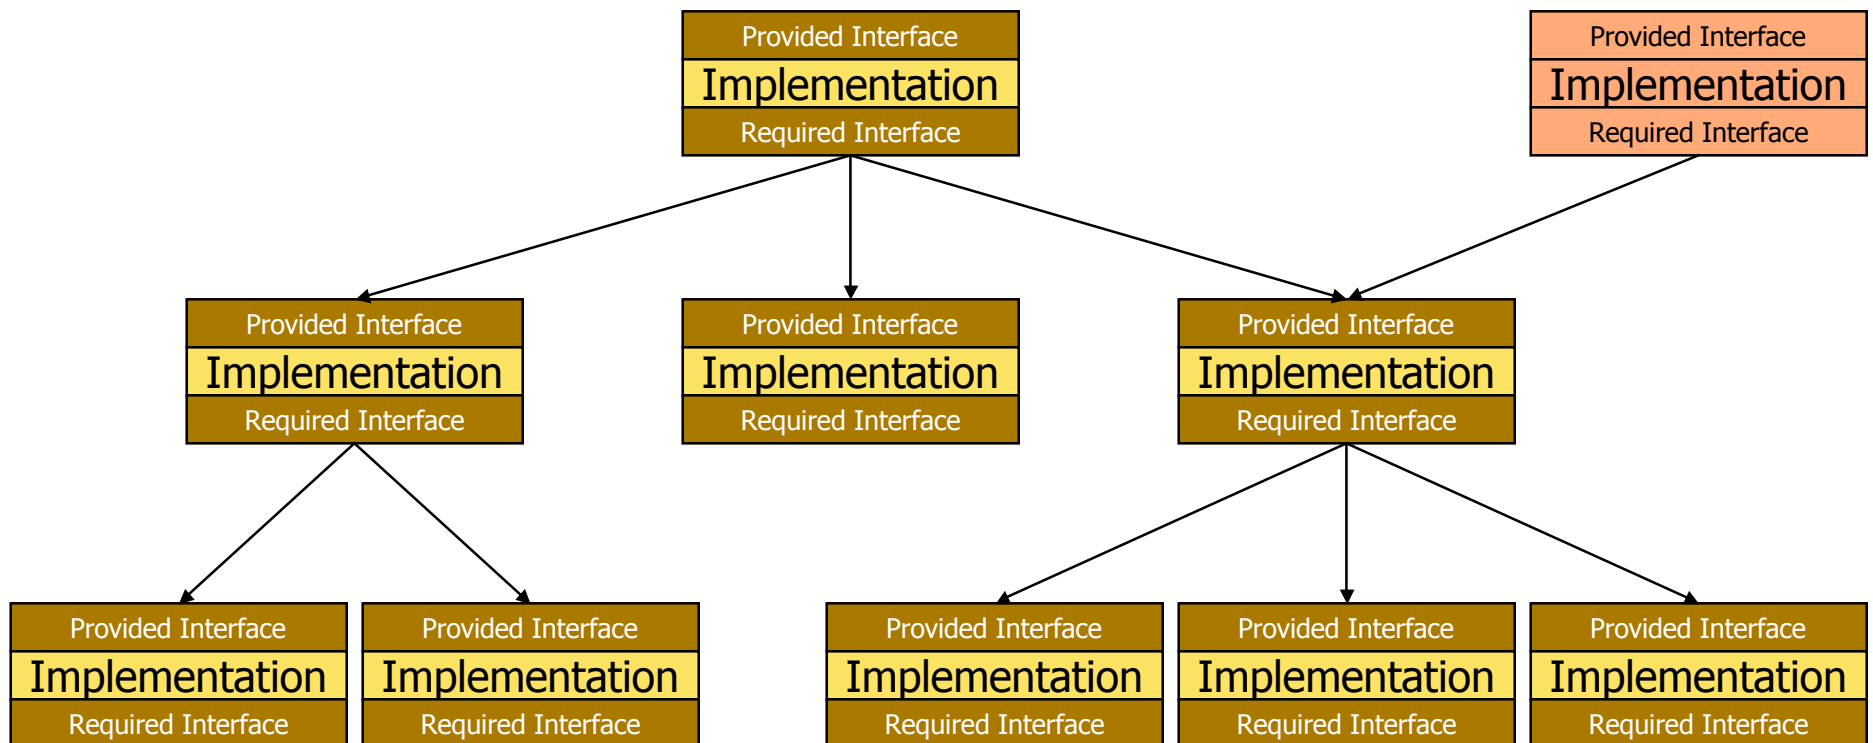 Provided Interface
Implementation
Required Interface
Provided Interface
Implementation
Required Interface
Provided Interface
Implementation
Required Interface
Provided Interface
Implementation
Required Interface
Provided Interface
Implementation
Required Interface
Provided Interface
Implementation
Required Interface
Provided Interface
Implementation
Required Interface
Provided Interface
Implementation
Required Interface
Provided Interface
Implementation
Required Interface
Provided Interface
Implementation
Required Interface